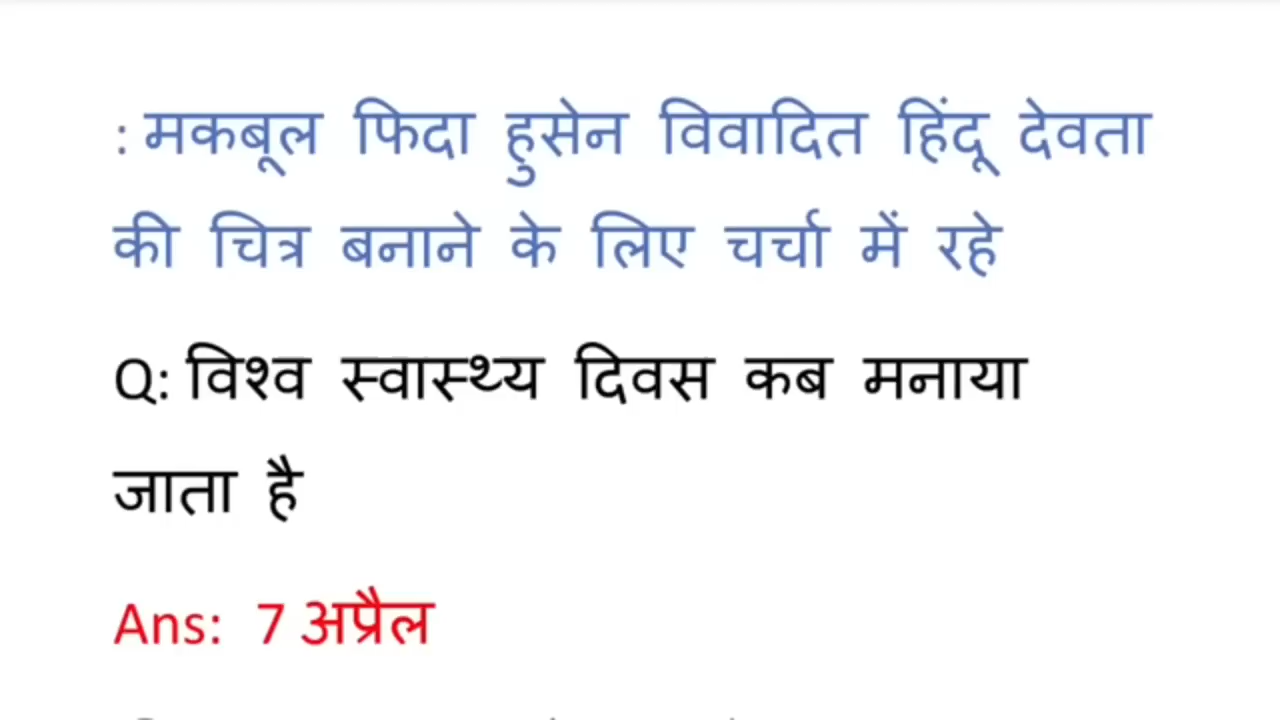 : मकबूल फिदा हुसेन विवादित हिंदू देवता
की चित्र बनाने के लिए चर्चा में रहे
Q: विश्व स्वास्थ्य दिवस कब मनाया
जाता है
Ans: 7 अप्रैल